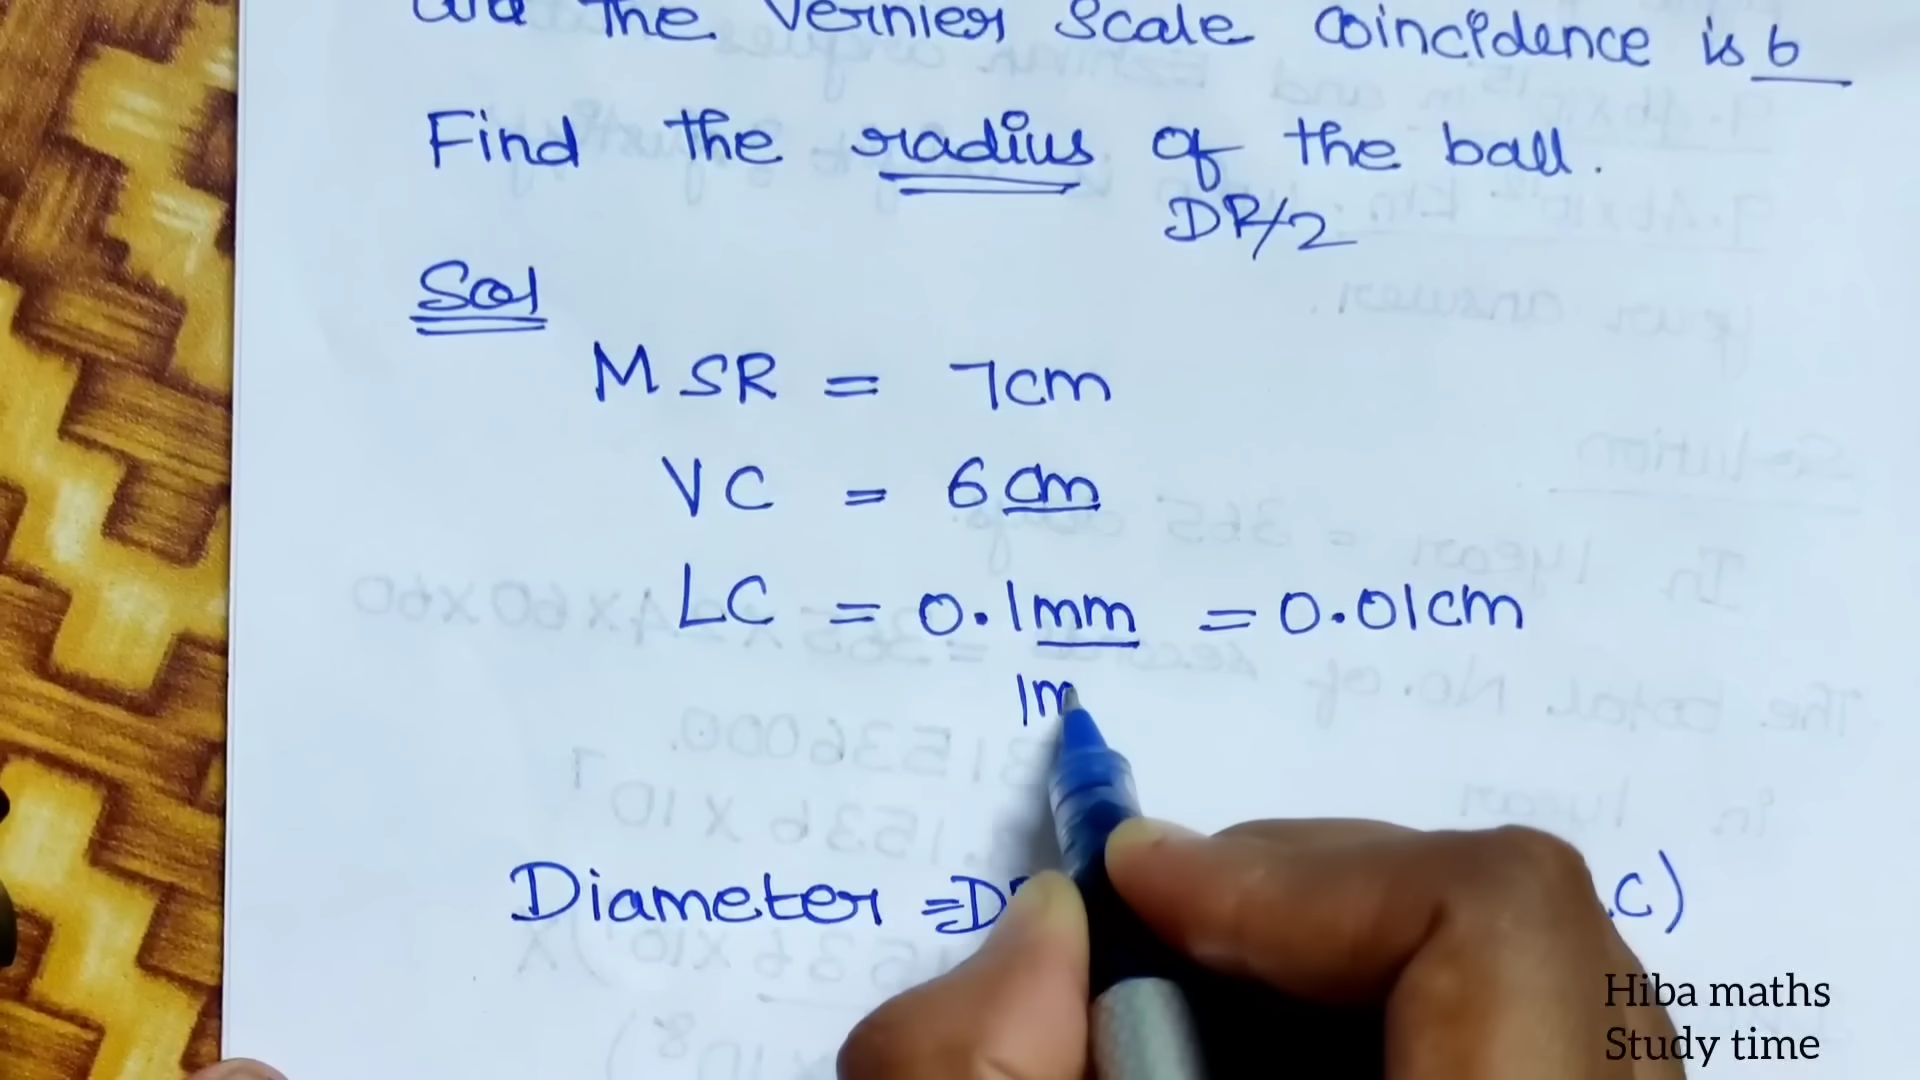 and the Vernier Scale Coincidence is 6
Find the radius of the ball.
DR/2
Sol
MSR = 7cm
VC = 6 cm
LC = 0.1mm = 0.01cm
1m
Diameter = D C)
Hiba maths
Study time